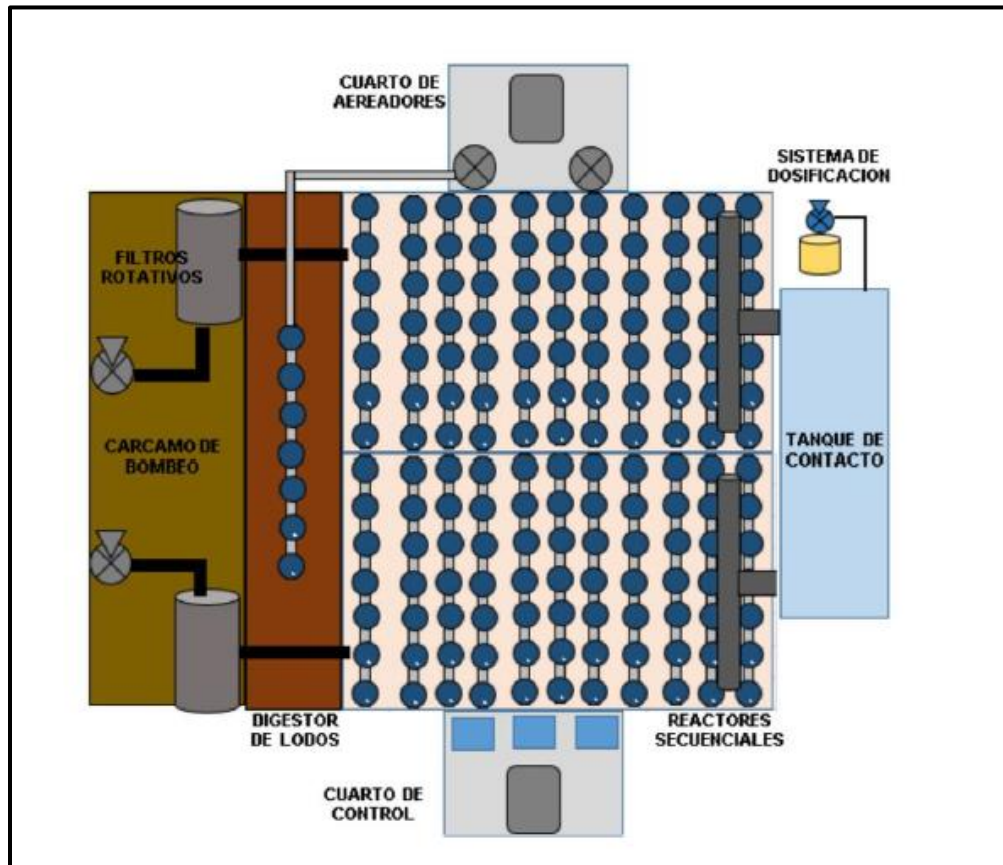 CUARTO DE
AEREADORES
SISTEMA DE
DOSIFICACION
FILTROS
ROTATIVOS
CARCAMO DE
BOMBEO
TANQUE DE
CONTACTO
DIGESTOR
DE LODOS
REACTORES
SECUENCIALES
CUARTO DE
CONTROL